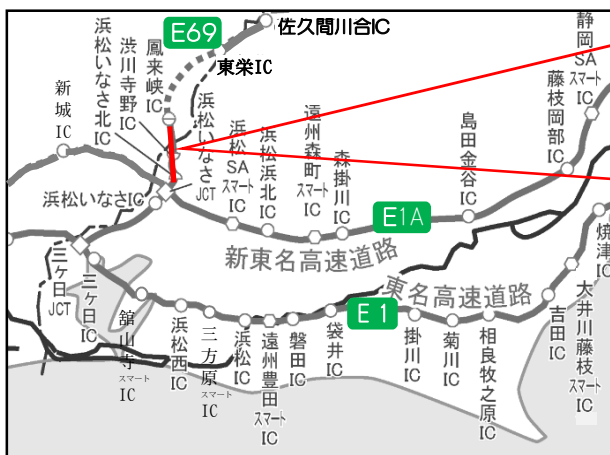 E69
佐久間川合IC
東栄IC
鳳来峡IC
渋川寺野IC
浜松いなさ北IC
新城IC
浜松いなさJCT
浜松いなさIC
浜松SAスマートIC
浜松浜北IC
遠州森町スマートIC
森掛川IC
島田金谷IC
藤枝岡部IC
静岡SAスマートIC
E1A
新東名高速道路
三ヶ日JCT
三ヶ日IC
舘山寺スマートIC
浜松西IC
三方原スマートIC
浜松IC
遠州豊田スマートIC
磐田IC
袋井IC
E1
東名高速道路
掛川IC
菊川IC
相良牧之原IC
吉田IC
大井川藤枝スマートIC
焼津IC